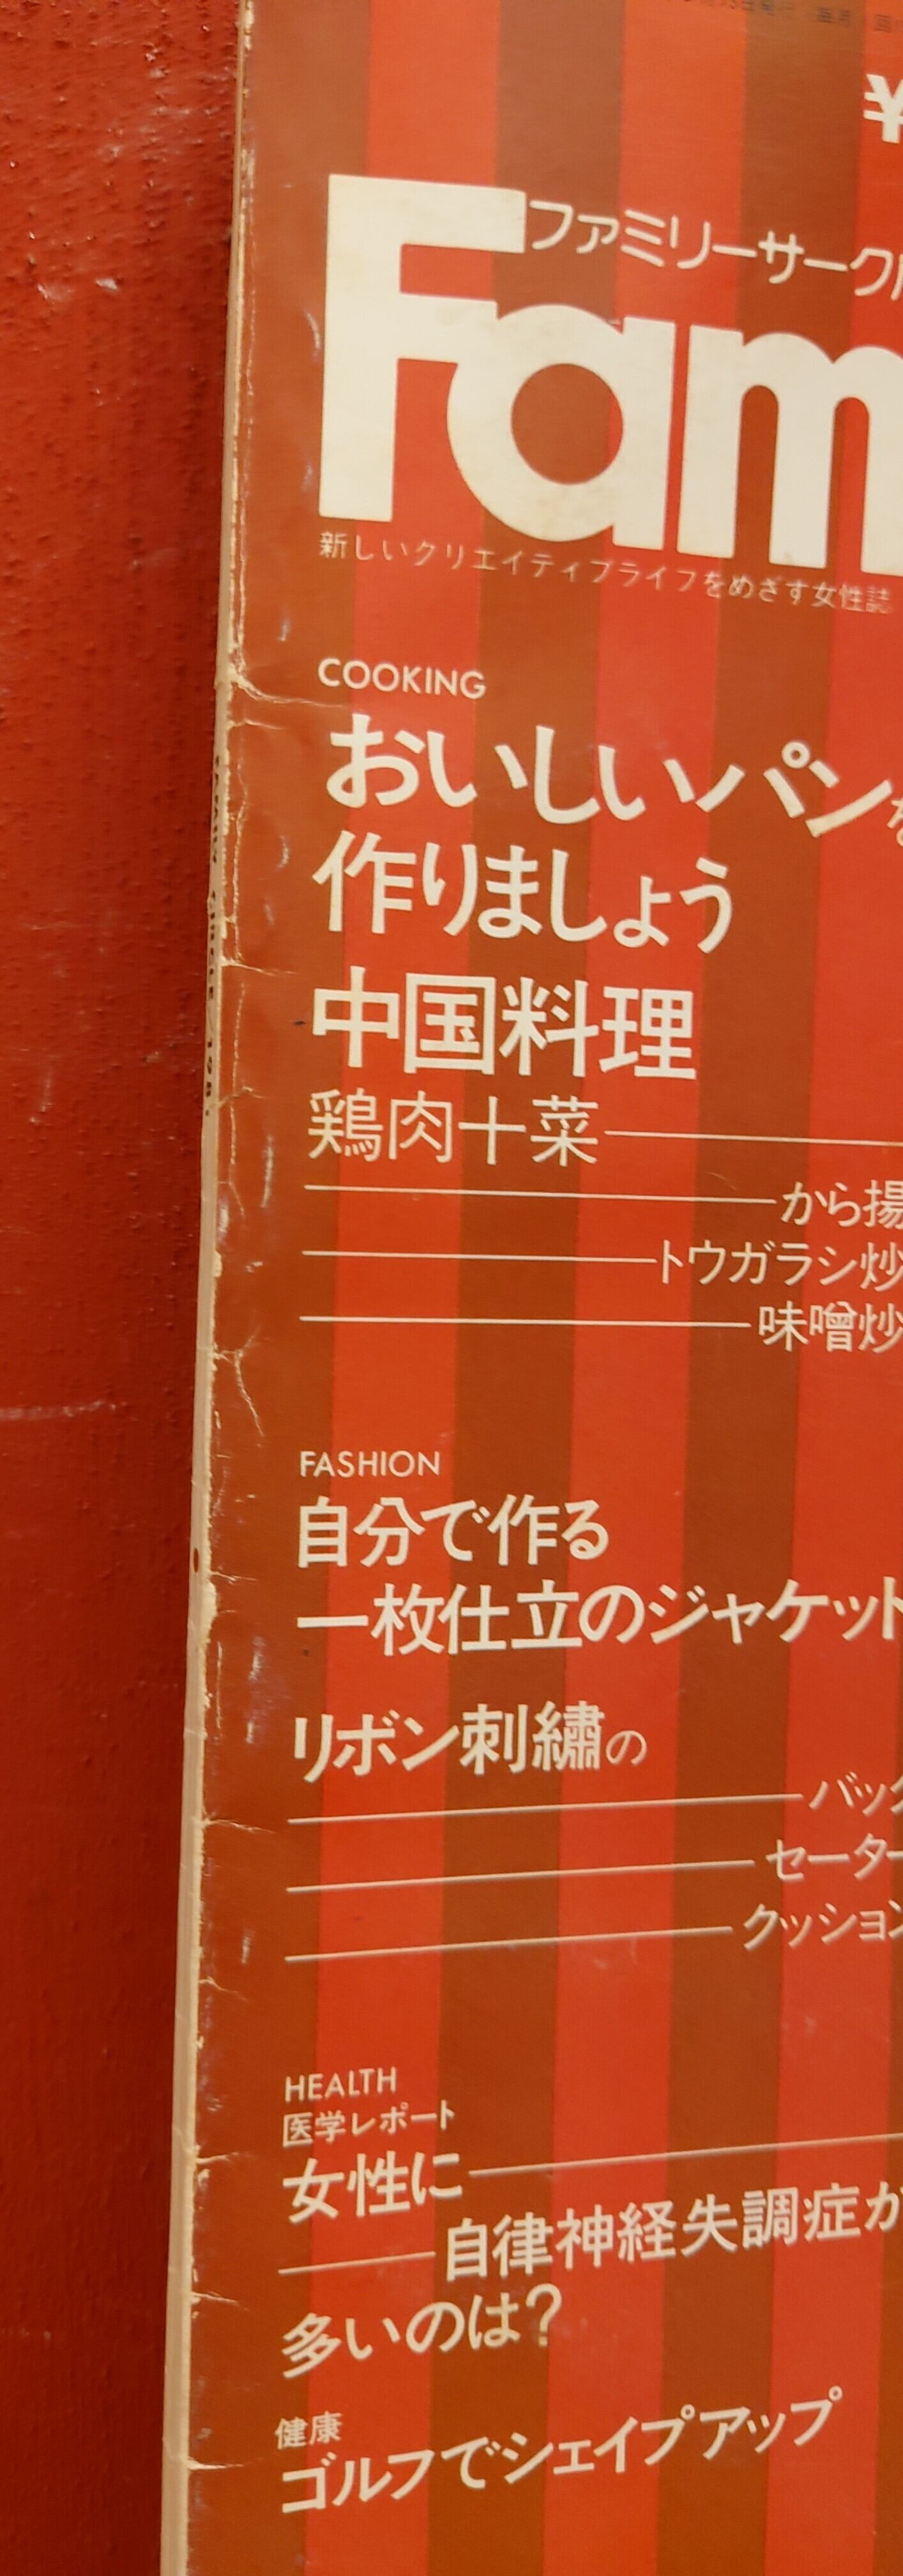 ¥
ファミリーサークル
Fam
新しいクリエイティブライフをめざす女性誌
COOKING
おいしいパンを
作りましょう
中国料理
鶏肉十菜
から揚
トウガラシ炒
味噌炒
FASHION
自分で作る
一枚仕立のジャケット
リボン刺繍の
バック
セーター
クッション
HEALTH
医学レポート
女性に
自律神経失調症が
多いのは?
健康
ゴルフでシェイプアップ